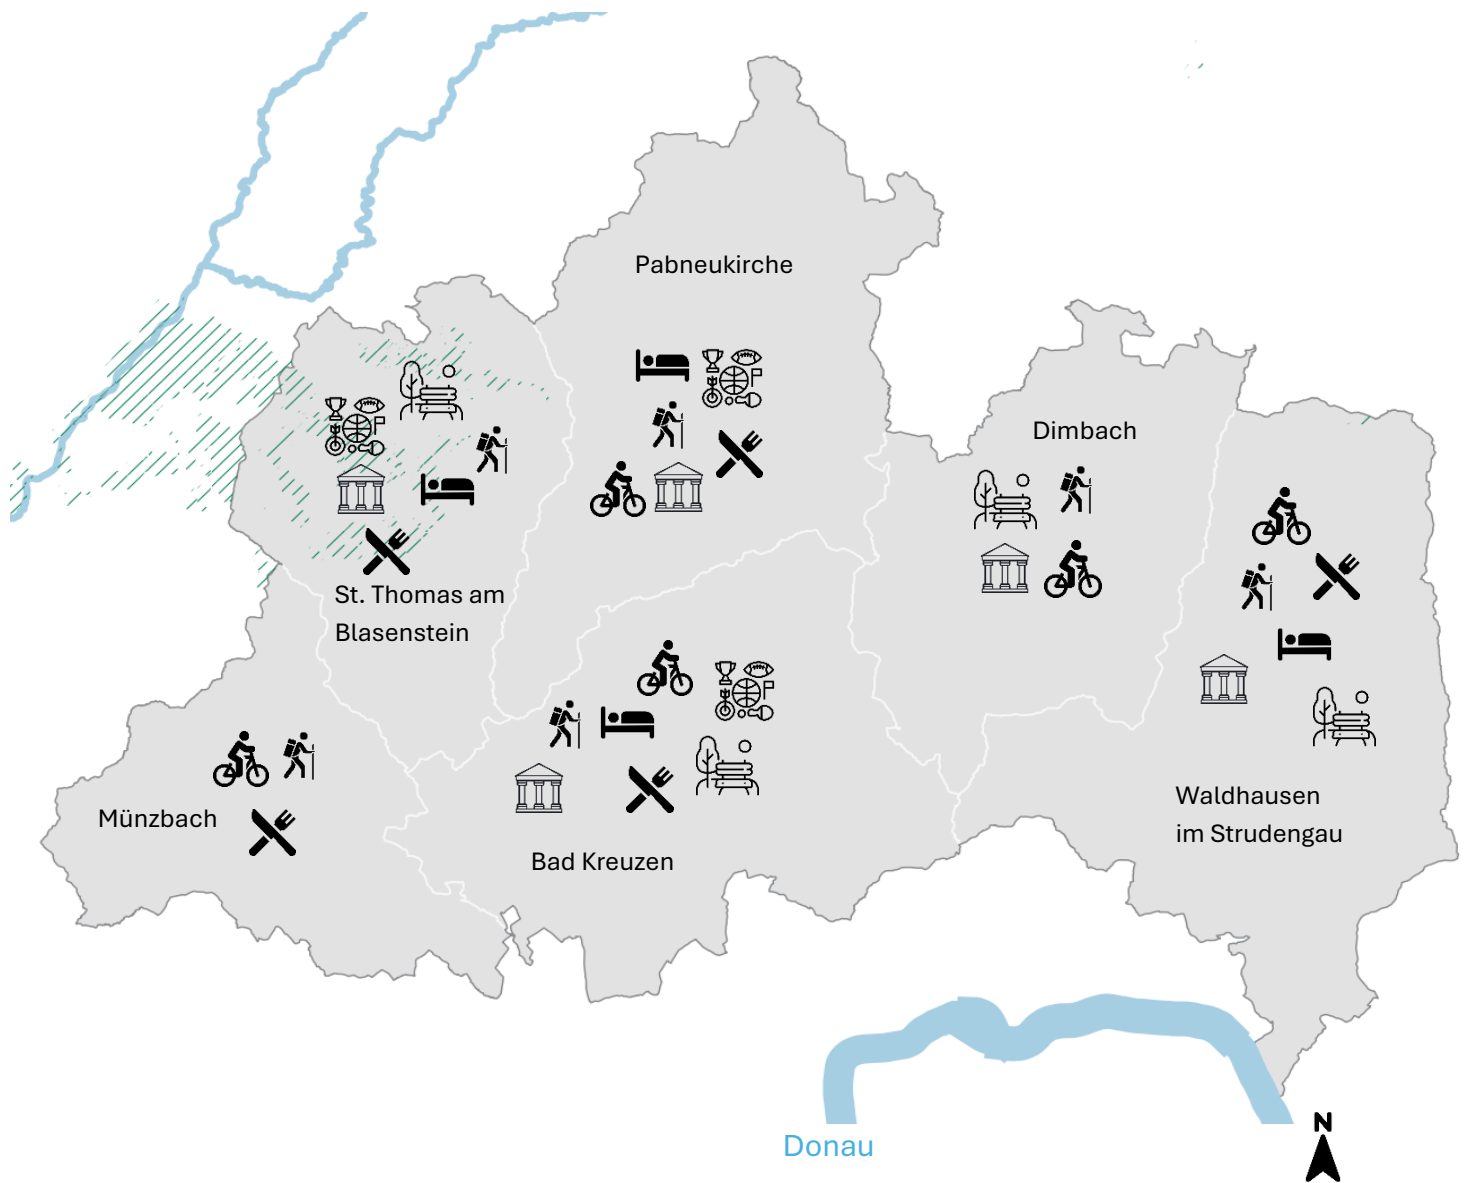 Pabneukirche
Dimbach
St. Thomas am
Blasenstein
Münzbach
Bad Kreuzen
Waldhausen
im Strudengau
Donau
N